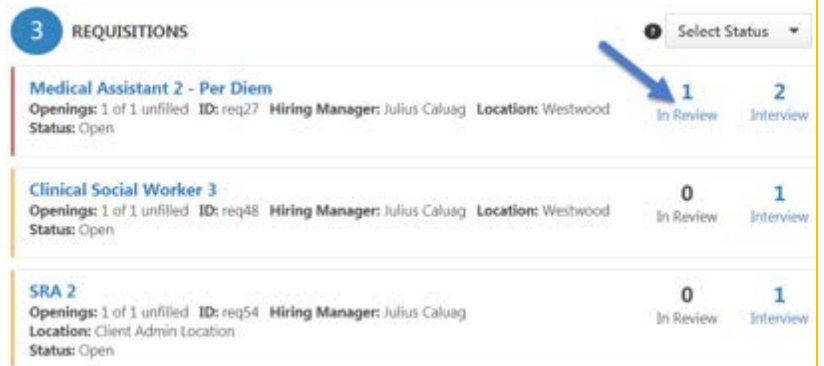 3 REQUISITIONS ? Select Status
Medical Assistant 2 - Per Diem 1 2
Openings: 1 of 1 unfilled ID: req27 Hiring Manager: Julius Caluag Location: Westwood In Review Interview
Status: Open
Clinical Social Worker 3 0 1
Openings: 1 of 1 unfilled ID: req48 Hiring Manager: Julius Caluag Location: Westwood In Review Interview
Status: Open
SRA 2 0 1
Openings: 1 of 1 unfilled ID: req54 Hiring Manager: Julius Caluag In Review Interview
Location: Client Admin Location
Status: Open